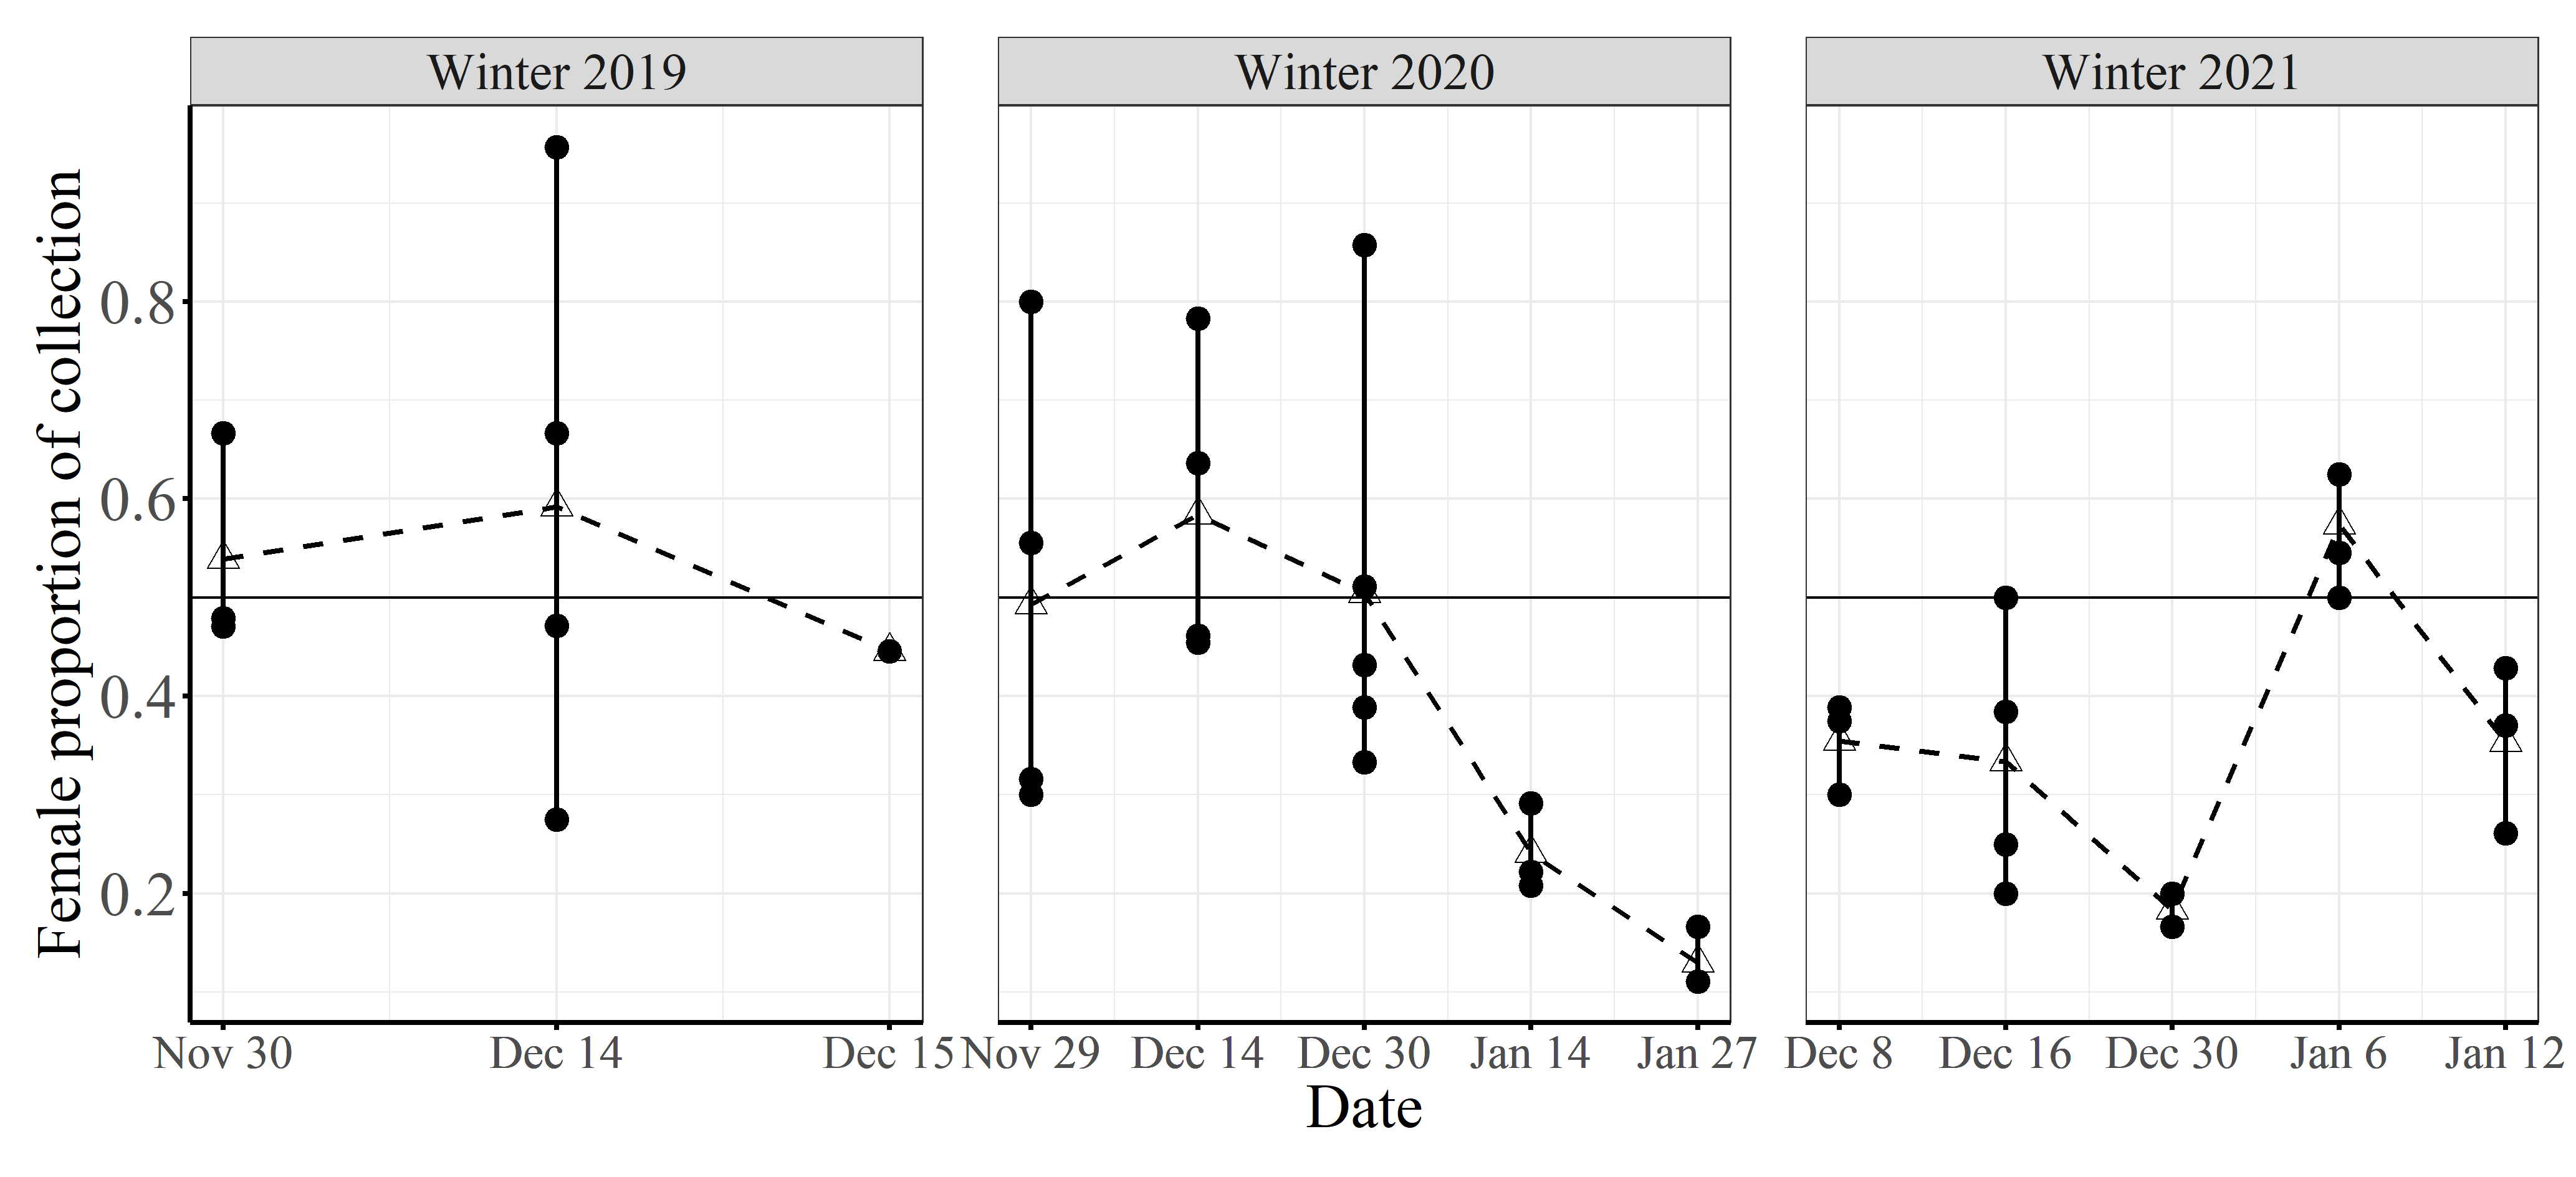 Winter 2019 Winter 2020 Winter 2021
Female proportion of collection
0.8
0.6
0.4
0.2
Nov 30 Dec 14 Dec 15 Nov 29 Dec 14 Dec 30 Jan 14 Jan 27 Dec 8 Dec 16 Dec 30 Jan 6 Jan 12
Date